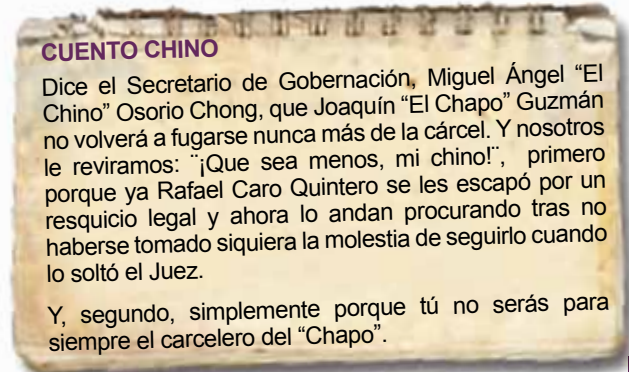 CUENTO CHINO
Dice el Secretario de Gobernación, Miguel Ángel “El
Chino” Osorio Chong, que Joaquín “El Chapo” Guzmán
no volverá a fugarse nunca más de la cárcel. Y nosotros
le reviramos: ¨¡Que sea menos, mi chino!¨, primero
porque ya Rafael Caro Quintero se les escapó por un
resquicio legal y ahora lo andan procurando tras no
haberse tomado siquiera la molestia de seguirlo cuando
lo soltó el Juez.
Y, segundo, simplemente porque tú no serás para
siempre el carcelero del “Chapo”.